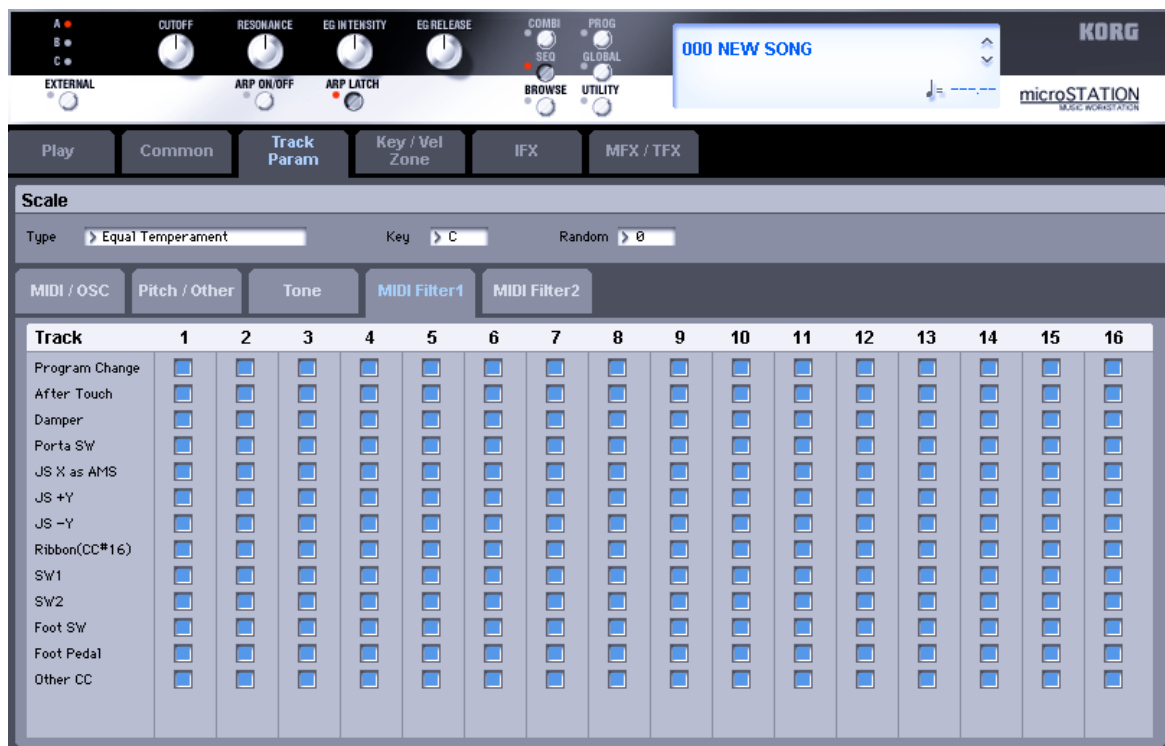 A
B
C
CUTOFF RESONANCE EG INTENSITY EG RELEASE
COMBI PROG
SEQ GLOBAL
EXTERNAL ARP ON/OFF ARP LATCH BROWSE UTILITY
000 NEW SONG
♩= ---.--
KORG
microSTATION
MUSIC WORKSTATION
Play Common Track Param Key / Vel Zone IFX MFX / TFX
Scale
Type Equal Temperament Key C Random 0
MIDI / OSC Pitch / Other Tone MIDI Filter1 MIDI Filter2
Track 1 2 3 4 5 6 7 8 9 10 11 12 13 14 15 16
Program Change
After Touch
Damper
Porta SW
JS X as AMS
JS +Y
JS -Y
Ribbon(CC#16)
SW1
SW2
Foot SW
Foot Pedal
Other CC